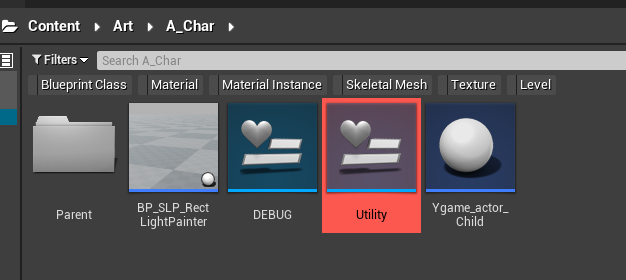 Content Art A_Char
Filters Search A_Char
Blueprint Class Material Material Instance Skeletal Mesh Texture Level
Parent
BP_SLP_Rect
LightPainter
DEBUG
Utility
Ygame_actor_
Child